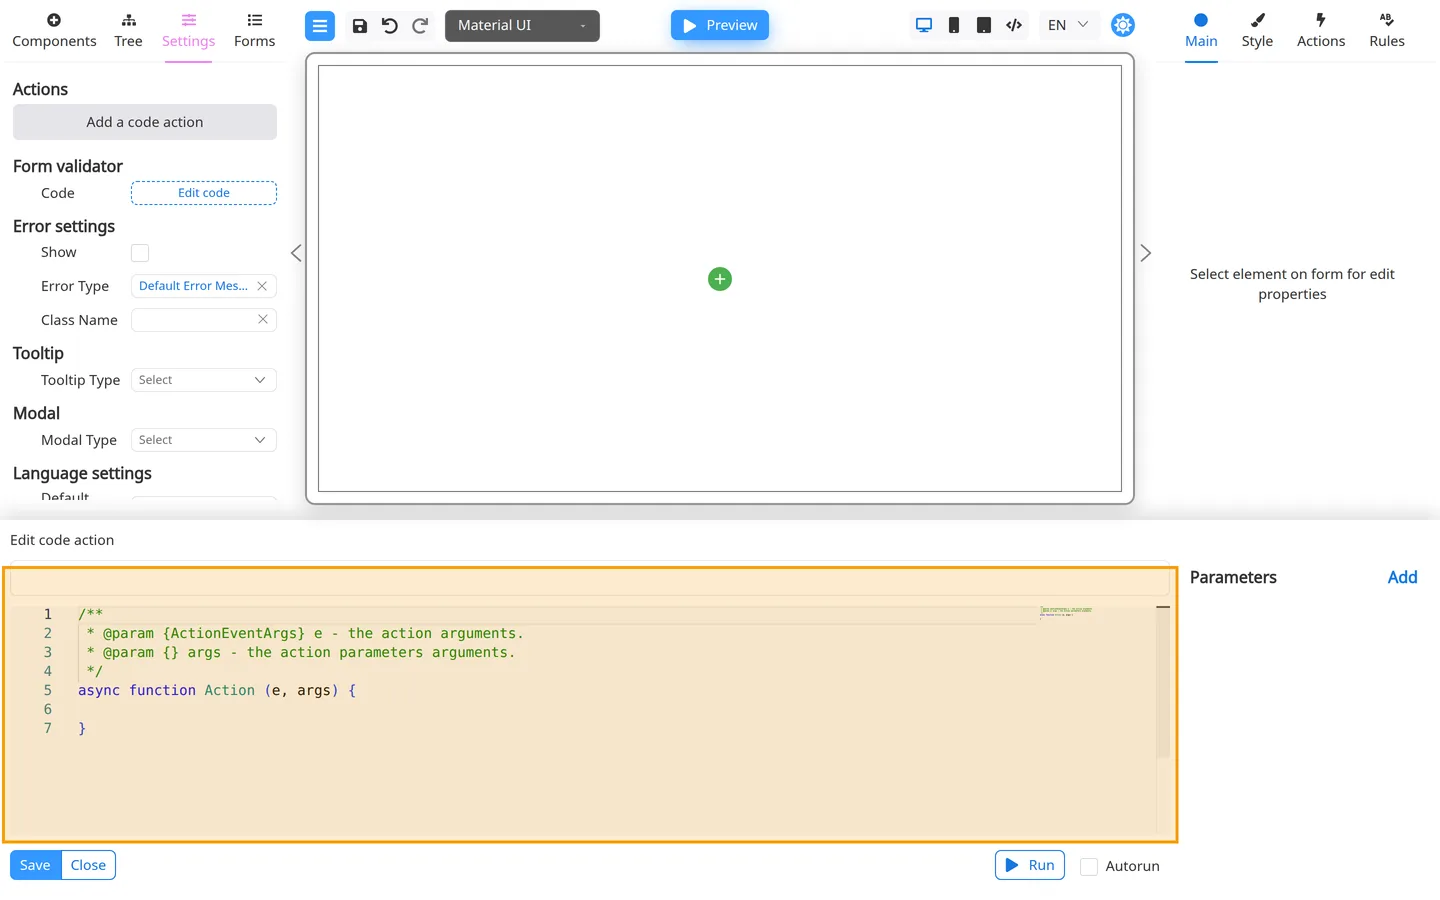 Components
Tree
Settings
Forms
Material UI
Preview
EN
Main
Style
Actions
AB
Rules
Actions
Add a code action
Form validator
Code
Edit code
Error settings
Show
Error Type
Default Error Mes...
Class Name
Tooltip
Tooltip Type
Select
Modal
Modal Type
Select
Language settings
Default
Select element on form for edit
properties
Edit code action
Parameters
Add
1 /**
2 * @param {ActionEventArgs} e - the action arguments.
3 * @param {} args - the action parameters arguments.
4 */
5 async function Action (e, args) {
6
7 }
Save
Close
Run
Autorun